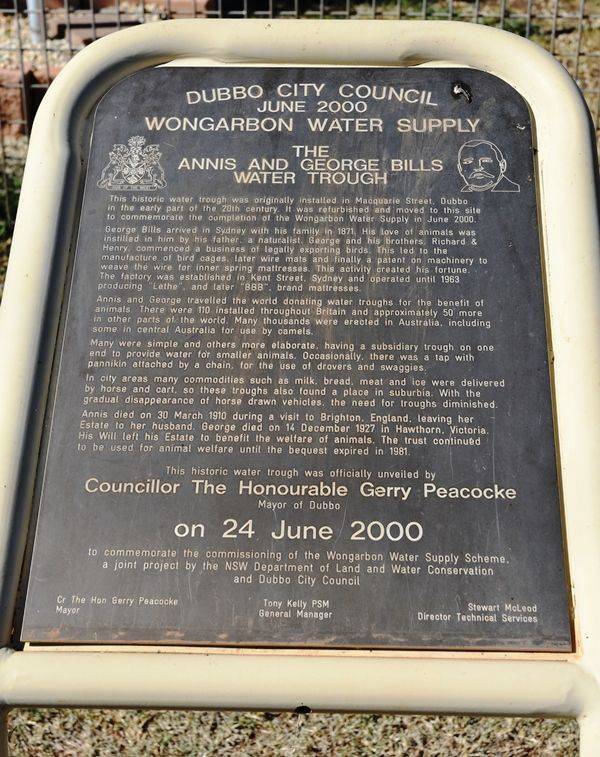 DUBBO CITY COUNCIL
JUNE 2000
WONGARBON WATER SUPPLY
THE
ANNIS AND GEORGE BILLS
WATER TROUGH
This historic water trough was originally installed in Macquarie Street, Dubbo
in the early part of the 20th century. It was refurbished and moved to this site
to commemorate the completion of the Wongarbon Water Supply in June 2000.
George Bills arrived in Sydney with his family in 1871. His love of animals was
instilled in him by his father, a naturalist. George and his brothers, Richard &
Henry, commenced a business of legally exporting birds. This led to the
manufacture of bird cages, later wire mats and finally a patent on machinery to
weave the wire for inner spring mattresses. This activity created his fortune.
The factory was established in Kent Street, Sydney and operated until 1963
producing "Lethe", and later "BBB", brand mattresses.
Annis and George travelled the world donating water troughs for the benefit of
animals. There were 110 installed throughout Britain and approximately 50 more
in other parts of the world. Many thousands were erected in Australia, including
some in central Australia for use by camels.
Many were simple and others more elaborate, having a subsidiary trough on one
end to provide water for smaller animals. Occasionally, there was a tap with
pannikin attached by a chain, for the use of drovers and swaggies.
In city areas many commodities such as milk, bread, meat and ice were delivered
by horse and cart, so these troughs also found a place in suburbia. With the
gradual disappearance of horse drawn vehicles, the need for troughs diminished.
Annis died on 30 March 1910 during a visit to Brighton, England, leaving her
Estate to her husband. George died on 14 December 1927 in Hawthorn, Victoria.
His Will left his Estate to benefit the welfare of animals. The trust continued
to be used for animal welfare until the bequest expired in 1981.
This historic water trough was officially unveiled by
Councillor The Honourable Gerry Peacocke
Mayor of Dubbo
on 24 June 2000
to commemorate the commissioning of the Wongarbon Water Supply Scheme,
a joint project by the NSW Department of Land and Water Conservation
and Dubbo City Council
Cr The Hon Gerry Peacocke
Mayor
Tony Kelly PSM
General Manager
Stewart McLeod
Director Technical Services